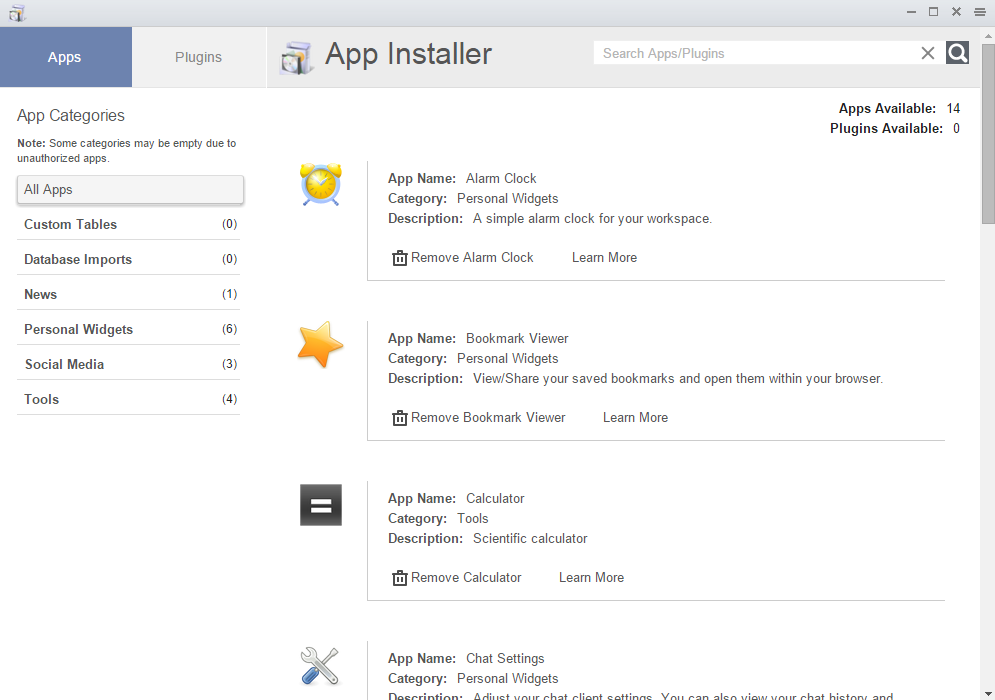 Apps
Plugins
App Installer
Search Apps/Plugins
Apps Available: 14
Plugins Available: 0
App Categories
Note: Some categories may be empty due to
unauthorized apps.
All Apps
Custom Tables (0)
Database Imports (0)
News (1)
Personal Widgets (6)
Social Media (3)
Tools (4)
App Name: Alarm Clock
Category: Personal Widgets
Description: A simple alarm clock for your workspace.
Remove Alarm Clock Learn More
App Name: Bookmark Viewer
Category: Personal Widgets
Description: View/Share your saved bookmarks and open them within your browser.
Remove Bookmark Viewer Learn More
App Name: Calculator
Category: Tools
Description: Scientific calculator
Remove Calculator Learn More
App Name: Chat Settings
Category: Personal Widgets
Description: Adjust your chat client settings. You can also view your chat history and